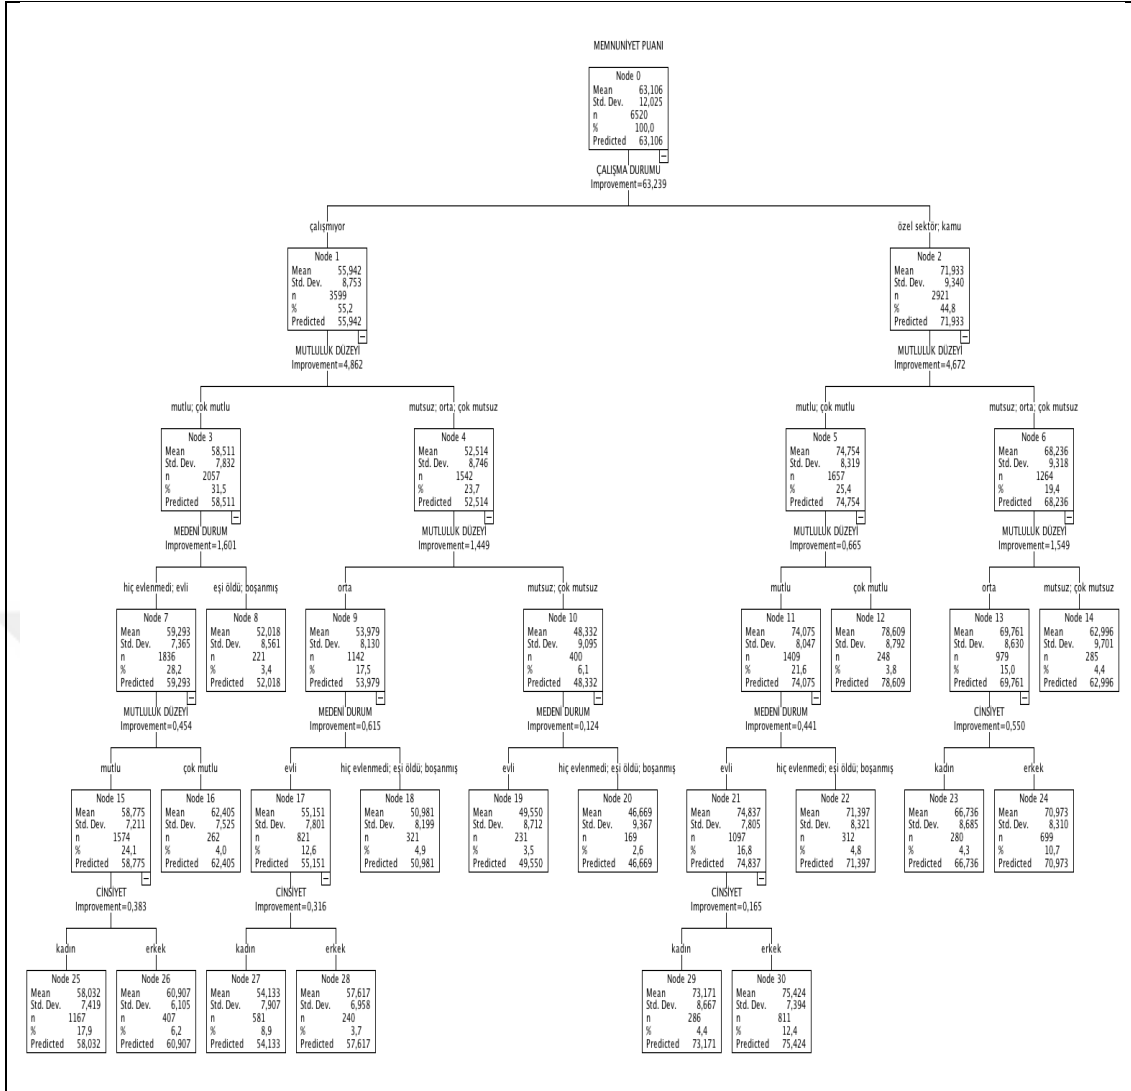 MEMNUNİYET PUANI
Node 0
Mean 63,106
Std. Dev. 12,025
n 6520
% 100,0
Predicted 63,106
ÇALIŞMA DURUMU
Improvement=63,239
çalışmıyor
özel sektör; kamu
Node 1
Mean 55,942
Std. Dev. 8,753
n 3599
% 55,2
Predicted 55,942
Node 2
Mean 71,933
Std. Dev. 9,340
n 2921
% 44,8
Predicted 71,933
MUTLULUK DÜZEYİ
Improvement=4,862
MUTLULUK DÜZEYİ
Improvement=4,672
mutlu; çok mutlu
mutsuz; orta; çok mutsuz
mutlu; çok mutlu
mutsuz; orta; çok mutsuz
Node 3
Mean 58,511
Std. Dev. 7,832
n 2057
% 31,5
Predicted 58,511
Node 4
Mean 52,514
Std. Dev. 8,746
n 1542
% 23,7
Predicted 52,514
Node 5
Mean 74,754
Std. Dev. 8,319
n 1657
% 25,4
Predicted 74,754
Node 6
Mean 68,236
Std. Dev. 9,318
n 1264
% 19,4
Predicted 68,236
MEDENİ DURUM
Improvement=1,601
MUTLULUK DÜZEYİ
Improvement=1,449
MUTLULUK DÜZEYİ
Improvement=0,665
MUTLULUK DÜZEYİ
Improvement=1,549
hiç evlenmedi; evli
eşi öldü; boşanmış
orta
mutsuz; çok mutsuz
mutlu
çok mutlu
orta
mutsuz; çok mutsuz
Node 7
Mean 59,293
Std. Dev. 7,365
n 1836
% 28,2
Predicted 59,293
Node 8
Mean 52,018
Std. Dev. 8,561
n 221
% 3,4
Predicted 52,018
Node 9
Mean 53,979
Std. Dev. 8,130
n 1142
% 17,5
Predicted 53,979
Node 10
Mean 48,332
Std. Dev. 9,095
n 400
% 6,1
Predicted 48,332
Node 11
Mean 74,075
Std. Dev. 8,047
n 1409
% 21,6
Predicted 74,075
Node 12
Mean 78,609
Std. Dev. 8,792
n 248
% 3,8
Predicted 78,609
Node 13
Mean 69,761
Std. Dev. 8,630
n 979
% 15,0
Predicted 69,761
Node 14
Mean 62,996
Std. Dev. 9,701
n 285
% 4,4
Predicted 62,996
MUTLULUK DÜZEYİ
Improvement=0,454
MEDENİ DURUM
Improvement=0,615
MEDENİ DURUM
Improvement=0,124
MEDENİ DURUM
Improvement=0,441
CİNSİYET
Improvement=0,550
mutlu
çok mutlu
evli
hiç evlenmedi; eşi öldü; boşanmış
evli
hiç evlenmedi; eşi öldü; boşanmış
evli
hiç evlenmedi; eşi öldü; boşanmış
kadın
erkek
Node 15
Mean 58,775
Std. Dev. 7,211
n 1574
% 24,1
Predicted 58,775
Node 16
Mean 62,405
Std. Dev. 7,525
n 262
% 4,0
Predicted 62,405
Node 17
Mean 55,151
Std. Dev. 7,801
n 821
% 12,6
Predicted 55,151
Node 18
Mean 50,981
Std. Dev. 8,199
n 321
% 4,9
Predicted 50,981
Node 19
Mean 49,550
Std. Dev. 8,712
n 231
% 3,5
Predicted 49,550
Node 20
Mean 46,669
Std. Dev. 9,367
n 169
% 2,6
Predicted 46,669
Node 21
Mean 74,837
Std. Dev. 7,805
n 1097
% 16,8
Predicted 74,837
Node 22
Mean 71,397
Std. Dev. 8,321
n 312
% 4,8
Predicted 71,397
Node 23
Mean 66,736
Std. Dev. 8,685
n 280
% 4,3
Predicted 66,736
Node 24
Mean 70,973
Std. Dev. 8,310
n 699
% 10,7
Predicted 70,973
CİNSİYET
Improvement=0,383
CİNSİYET
Improvement=0,316
CİNSİYET
Improvement=0,165
kadın
erkek
kadın
erkek
kadın
erkek
Node 25
Mean 58,032
Std. Dev. 7,419
n 1167
% 17,9
Predicted 58,032
Node 26
Mean 60,907
Std. Dev. 6,105
n 407
% 6,2
Predicted 60,907
Node 27
Mean 54,133
Std. Dev. 7,907
n 581
% 8,9
Predicted 54,133
Node 28
Mean 57,617
Std. Dev. 6,958
n 240
% 3,7
Predicted 57,617
Node 29
Mean 73,171
Std. Dev. 8,667
n 286
% 4,4
Predicted 73,171
Node 30
Mean 75,424
Std. Dev. 7,394
n 811
% 12,4
Predicted 75,424